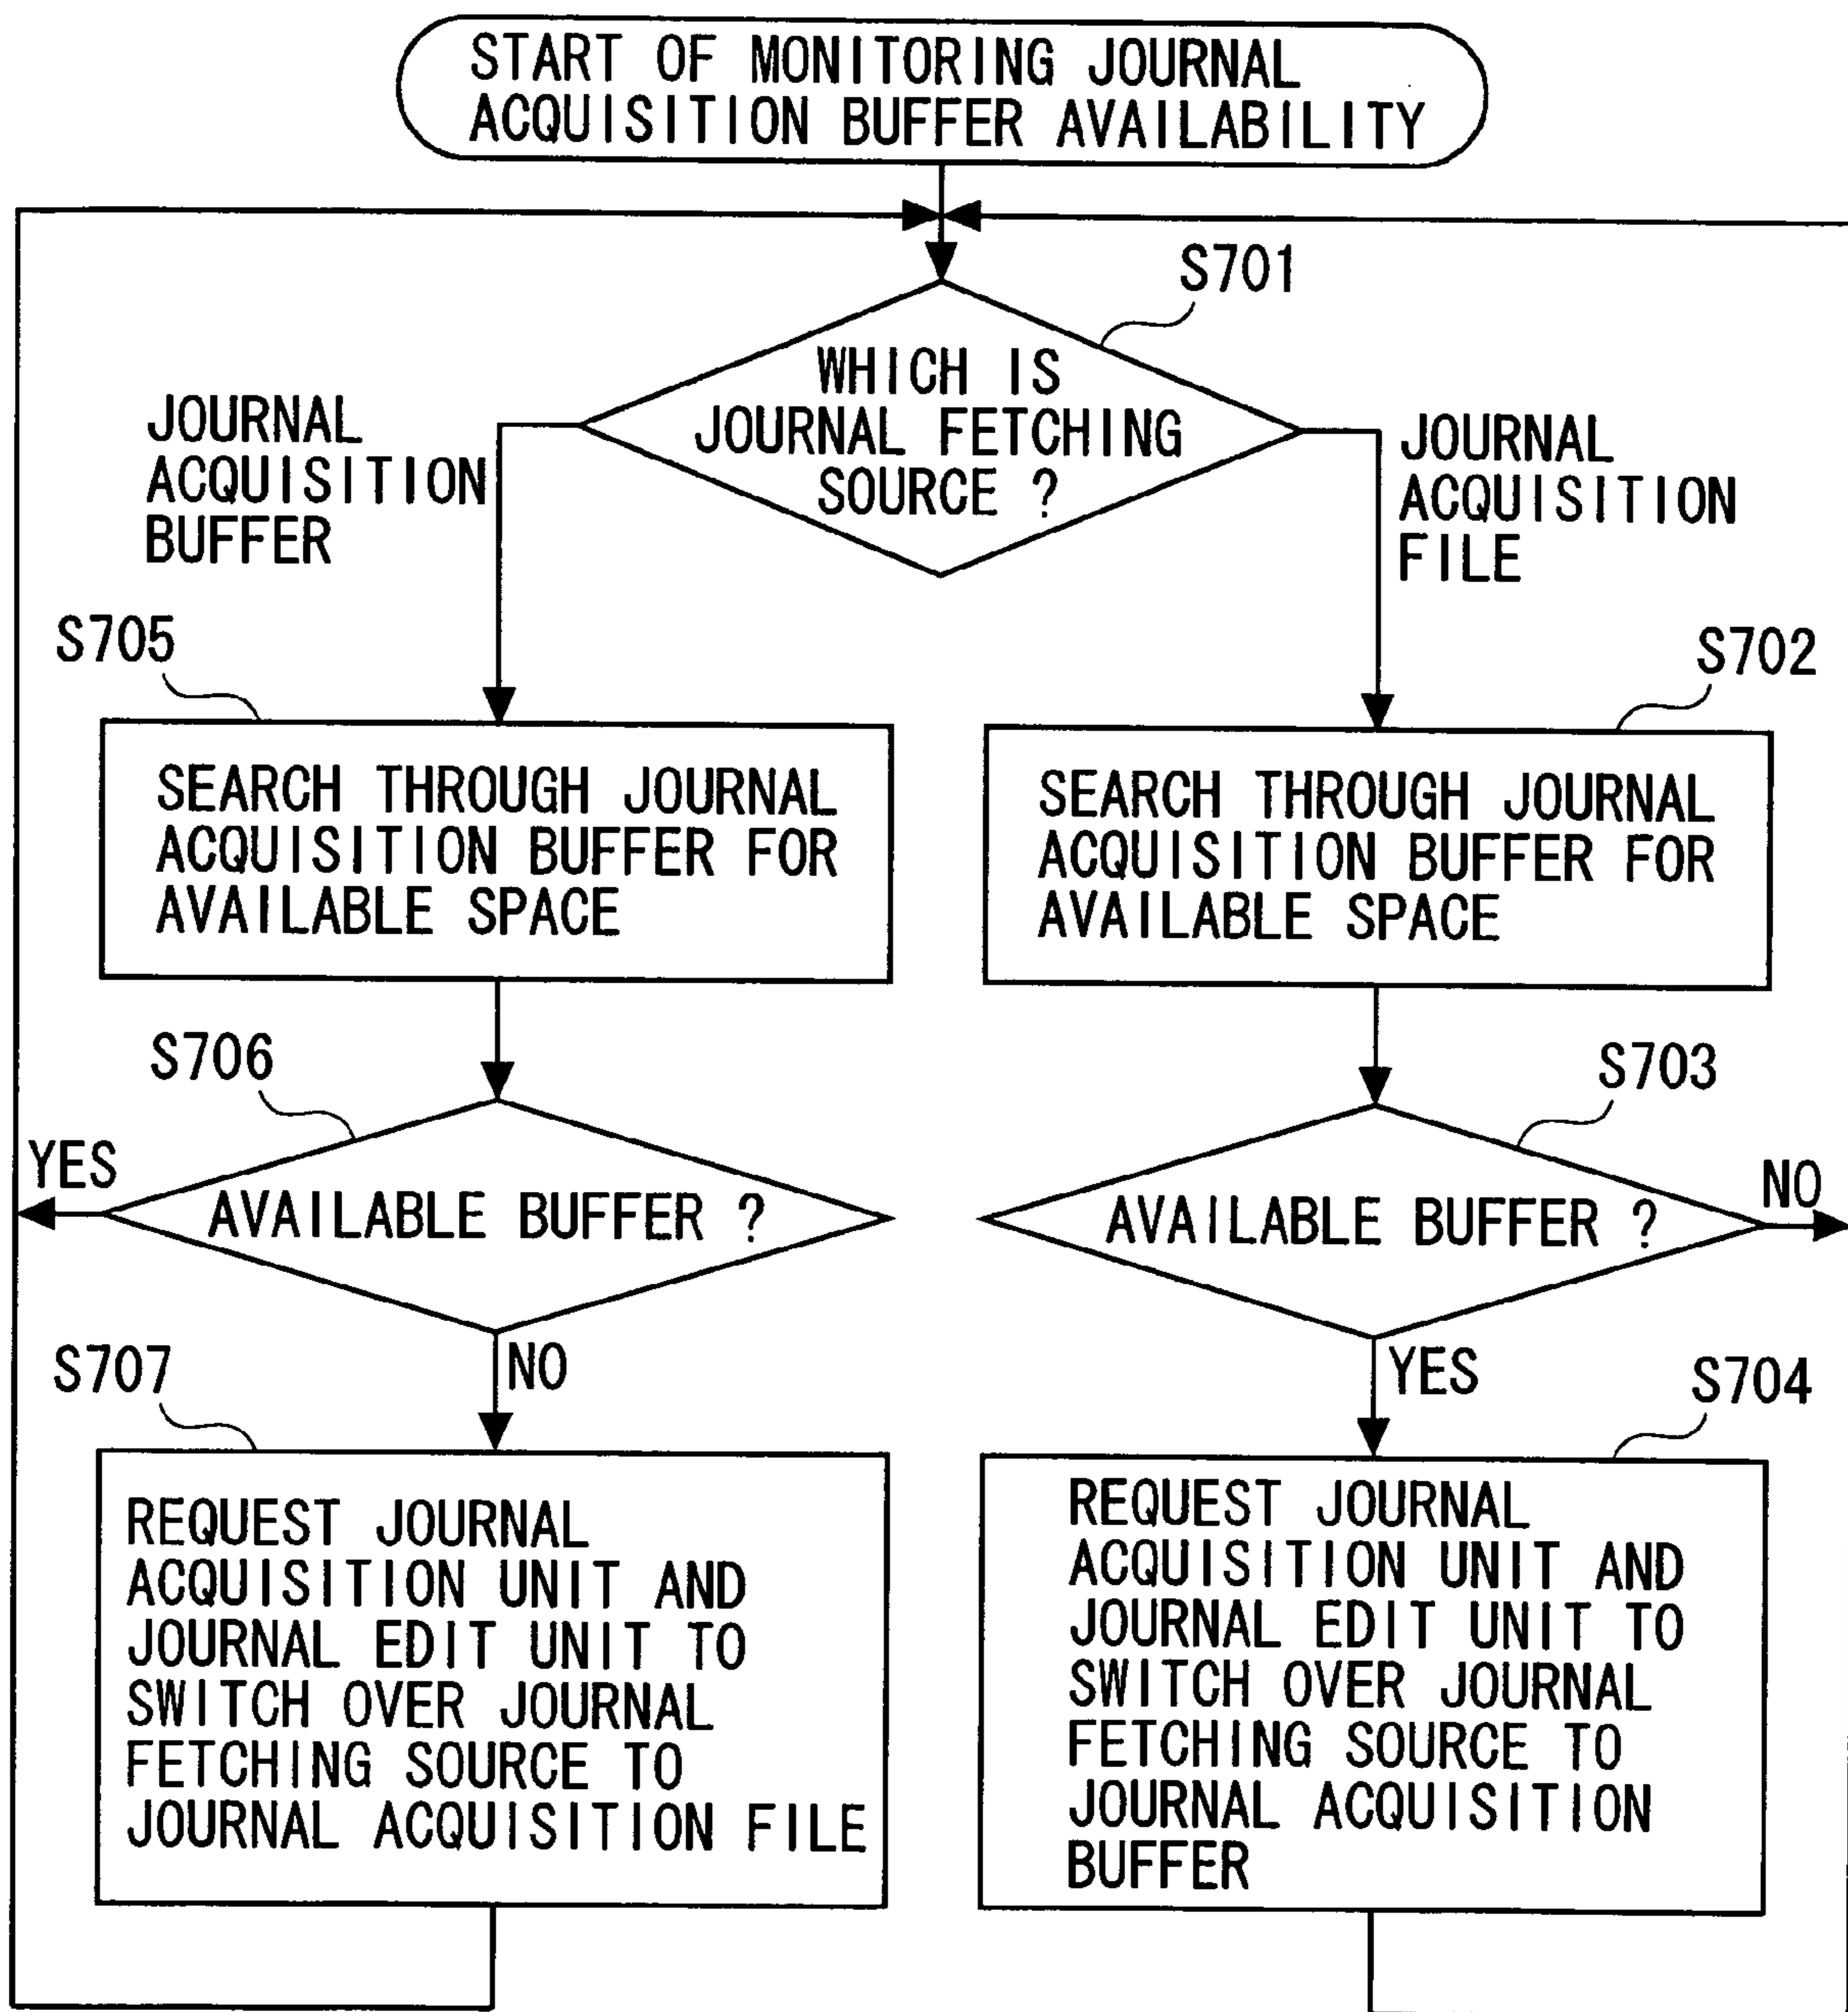 START OF MONITORING JOURNAL
ACQUISITION BUFFER AVAILABILITY
S701
WHICH IS
JOURNAL FETCHING
SOURCE ?
JOURNAL
ACQUISITION
BUFFER
JOURNAL
ACQUISITION
FILE
S705
SEARCH THROUGH JOURNAL
ACQUISITION BUFFER FOR
AVAILABLE SPACE
S702
SEARCH THROUGH JOURNAL
ACQUISITION BUFFER FOR
AVAILABLE SPACE
S706
YES
AVAILABLE BUFFER ?
NO
S703
AVAILABLE BUFFER ?
NO
YES
S707
REQUEST JOURNAL
ACQUISITION UNIT AND
JOURNAL EDIT UNIT TO
SWITCH OVER JOURNAL
FETCHING SOURCE TO
JOURNAL ACQUISITION FILE
S704
REQUEST JOURNAL
ACQUISITION UNIT AND
JOURNAL EDIT UNIT TO
SWITCH OVER JOURNAL
FETCHING SOURCE TO
JOURNAL ACQUISITION
BUFFER